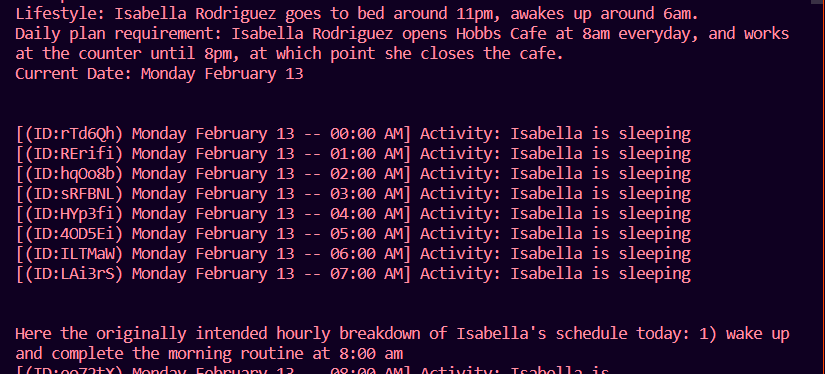 Lifestyle: Isabella Rodriguez goes to bed around 11pm, awakes up around 6am.
Daily plan requirement: Isabella Rodriguez opens Hobbs Cafe at 8am everyday, and works
at the counter until 8pm, at which point she closes the cafe.
Current Date: Monday February 13
[(ID:rTd6Qh) Monday February 13 -- 00:00 AM] Activity: Isabella is sleeping
[(ID:RErifi) Monday February 13 -- 01:00 AM] Activity: Isabella is sleeping
[(ID:hqOo8b) Monday February 13 -- 02:00 AM] Activity: Isabella is sleeping
[(ID:sRFBNL) Monday February 13 -- 03:00 AM] Activity: Isabella is sleeping
[(ID:HYp3fi) Monday February 13 -- 04:00 AM] Activity: Isabella is sleeping
[(ID:4OD5Ei) Monday February 13 -- 05:00 AM] Activity: Isabella is sleeping
[(ID:ILTMaW) Monday February 13 -- 06:00 AM] Activity: Isabella is sleeping
[(ID:LAi3rS) Monday February 13 -- 07:00 AM] Activity: Isabella is sleeping
Here the originally intended hourly breakdown of Isabella's schedule today: 1) wake up
and complete the morning routine at 8:00 am
Monday February 13 -- 08:00 AM] Activity: Isabella is